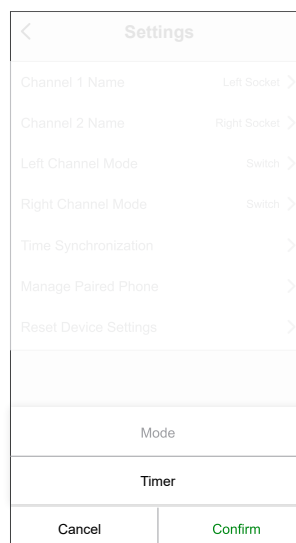 Settings
Channel 1 Name Left Socket
Channel 2 Name Right Socket
Left Channel Mode Switch
Right Channel Mode Switch
Time Synchronization
Manage Paired Phone
Reset Device Settings
Mode
Timer
Cancel Confirm